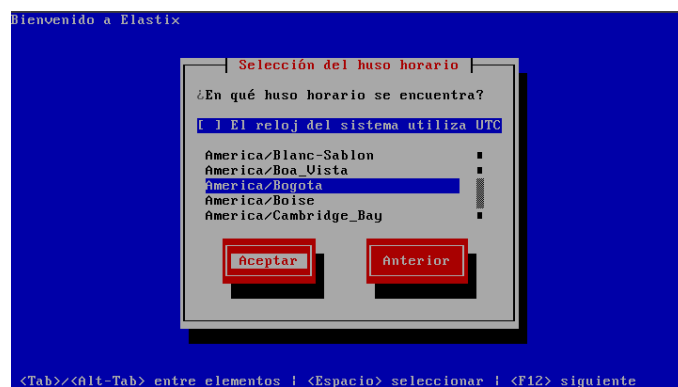 Bienvenido a Elastix
Selección del huso horario
¿En qué huso horario se encuentra?
[ ] El reloj del sistema utiliza UTC
America/Blanc-Sablon
America/Boa_Vista
America/Bogota
America/Boise
America/Cambridge_Bay
Aceptar
Anterior
<Tab>/<Alt-Tab> entre elementos | <Espacio> seleccionar | <F12> siguiente